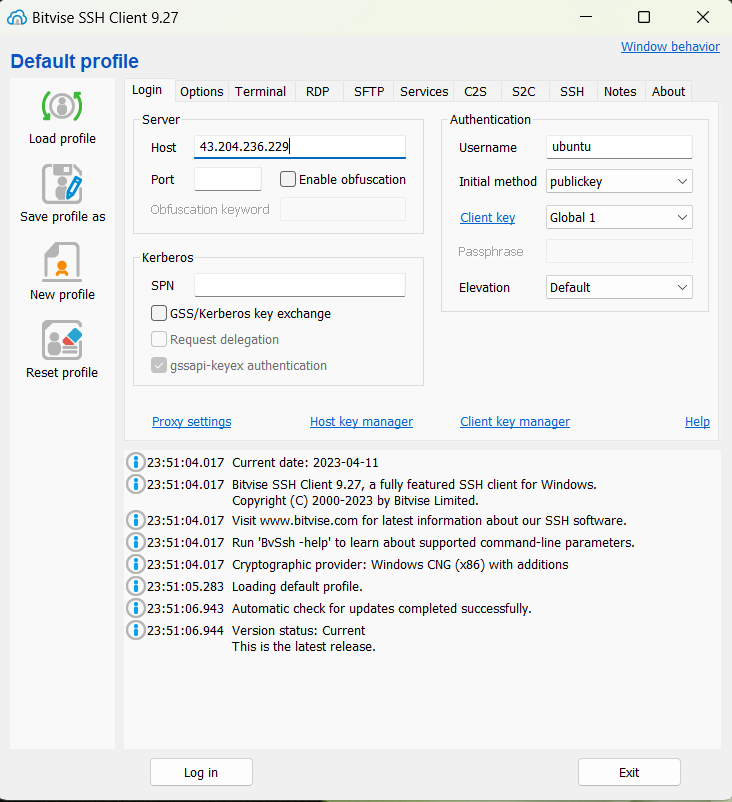 Bitvise SSH Client 9.27
Window behavior
Default profile
Load profile
Save profile as
New profile
Reset profile
Login Options Terminal RDP SFTP Services C2S S2C SSH Notes About
Server
Host 43.204.236.229
Port Enable obfuscation
Obfuscation keyword
Kerberos
SPN
GSS/Kerberos key exchange
Request delegation
gssapi-keyex authentication
Authentication
Username ubuntu
Initial method publickey
Client key Global 1
Passphrase
Elevation Default
Proxy settings Host key manager Client key manager Help
23:51:04.017 Current date: 2023-04-11
23:51:04.017 Bitvise SSH Client 9.27, a fully featured SSH client for Windows.
Copyright (C) 2000-2023 by Bitvise Limited.
23:51:04.017 Visit www.bitvise.com for latest information about our SSH software.
23:51:04.017 Run 'BvSsh -help' to learn about supported command-line parameters.
23:51:04.017 Cryptographic provider: Windows CNG (x86) with additions
23:51:05.283 Loading default profile.
23:51:06.943 Automatic check for updates completed successfully.
23:51:06.944 Version status: Current
This is the latest release.
Log in Exit